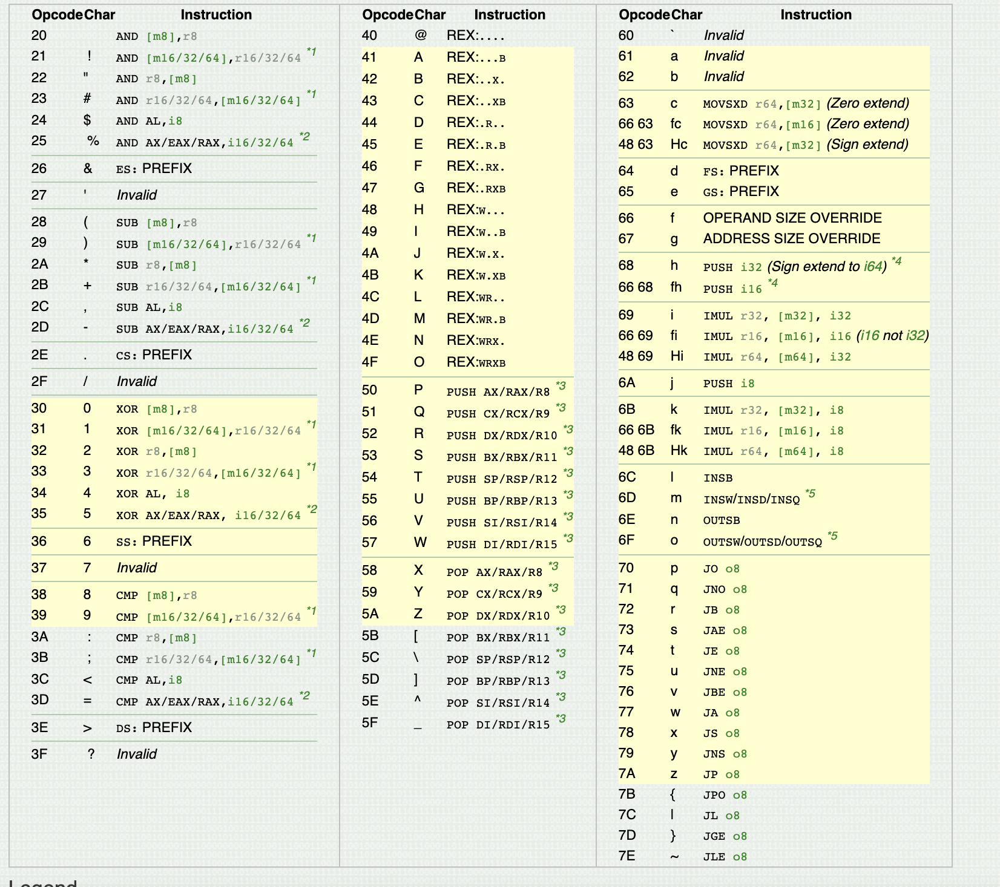 Opcode Char Instruction
20 AND [m8],r8
21 ! AND [m16/32/64],r16/32/64 *1
22 " AND r8,[m8]
23 # AND r16/32/64,[m16/32/64] *1
24 $ AND AL,i8
25 % AND AX/EAX/RAX,i16/32/64 *2
26 & ES: PREFIX
27 ' Invalid
28 ( SUB [m8],r8
29 ) SUB [m16/32/64],r16/32/64 *1
2A * SUB r8,[m8]
2B + SUB r16/32/64,[m16/32/64] *1
2C , SUB AL,i8
2D - SUB AX/EAX/RAX,i16/32/64 *2
2E . CS: PREFIX
2F / Invalid
30 0 XOR [m8],r8
31 1 XOR [m16/32/64],r16/32/64 *1
32 2 XOR r8,[m8]
33 3 XOR r16/32/64,[m16/32/64] *1
34 4 XOR AL, i8
35 5 XOR AX/EAX/RAX, i16/32/64 *2
36 6 SS: PREFIX
37 7 Invalid
38 8 CMP [m8],r8
39 9 CMP [m16/32/64],r16/32/64 *1
3A : CMP r8,[m8]
3B ; CMP r16/32/64,[m16/32/64] *1
3C < CMP AL,i8
3D = CMP AX/EAX/RAX,i16/32/64 *2
3E > DS: PREFIX
3F ? Invalid
Opcode Char Instruction
40 @ REX:....
41 A REX:...B
42 B REX:..X.
43 C REX:..XB
44 D REX:.R..
45 E REX:.R.B
46 F REX:.RX.
47 G REX:.RXB
48 H REX:W...
49 I REX:W..B
4A J REX:W.X.
4B K REX:W.XB
4C L REX:WR..
4D M REX:WR.B
4E N REX:WRX.
4F O REX:WRXB
50 P PUSH AX/RAX/R8 *3
51 Q PUSH CX/RCX/R9 *3
52 R PUSH DX/RDX/R10 *3
53 S PUSH BX/RBX/R11 *3
54 T PUSH SP/RSP/R12 *3
55 U PUSH BP/RBP/R13 *3
56 V PUSH SI/RSI/R14 *3
57 W PUSH DI/RDI/R15 *3
58 X POP AX/RAX/R8 *3
59 Y POP CX/RCX/R9 *3
5A Z POP DX/RDX/R10 *3
5B [ POP BX/RBX/R11 *3
5C \ POP SP/RSP/R12 *3
5D ] POP BP/RBP/R13 *3
5E ^ POP SI/RSI/R14 *3
5F _ POP DI/RDI/R15 *3
Opcode Char Instruction
60 ` Invalid
61 a Invalid
62 b Invalid
63 c MOVSXD r64,[m32] (Zero extend)
66 63 fc MOVSXD r64,[m16] (Zero extend)
48 63 Hc MOVSXD r64,[m32] (Sign extend)
64 d FS: PREFIX
65 e GS: PREFIX
66 f OPERAND SIZE OVERRIDE
67 g ADDRESS SIZE OVERRIDE
68 h PUSH i32 (Sign extend to i64) *4
66 68 fh PUSH i16 *4
69 i IMUL r32, [m32], i32
66 69 fi IMUL r16, [m16], i16 (i16 not i32)
48 69 Hi IMUL r64, [m64], i32
6A j PUSH i8
6B k IMUL r32, [m32], i8
66 6B fk IMUL r16, [m16], i8
48 6B Hk IMUL r64, [m64], i8
6C l INSB
6D m INSW/INSD/INSQ *5
6E n OUTSB
6F o OUTSW/OUTSD/OUTSQ *5
70 p JO o8
71 q JNO o8
72 r JB o8
73 s JAE o8
74 t JE o8
75 u JNE o8
76 v JBE o8
77 w JA o8
78 x JS o8
79 y JNS o8
7A z JP o8
7B { JPO o8
7C | JL o8
7D } JGE o8
7E ~ JLE o8
Legend